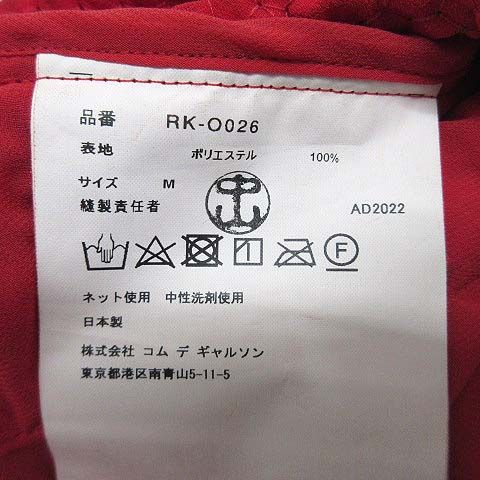 品番 RK-O026
表地 ポリエステル 100%
サイズ M
縫製責任者 AD2022
F
ネット使用 中性洗剤使用
日本製
株式会社 コム デ ギャルソン
東京都港区南青山5-11-5